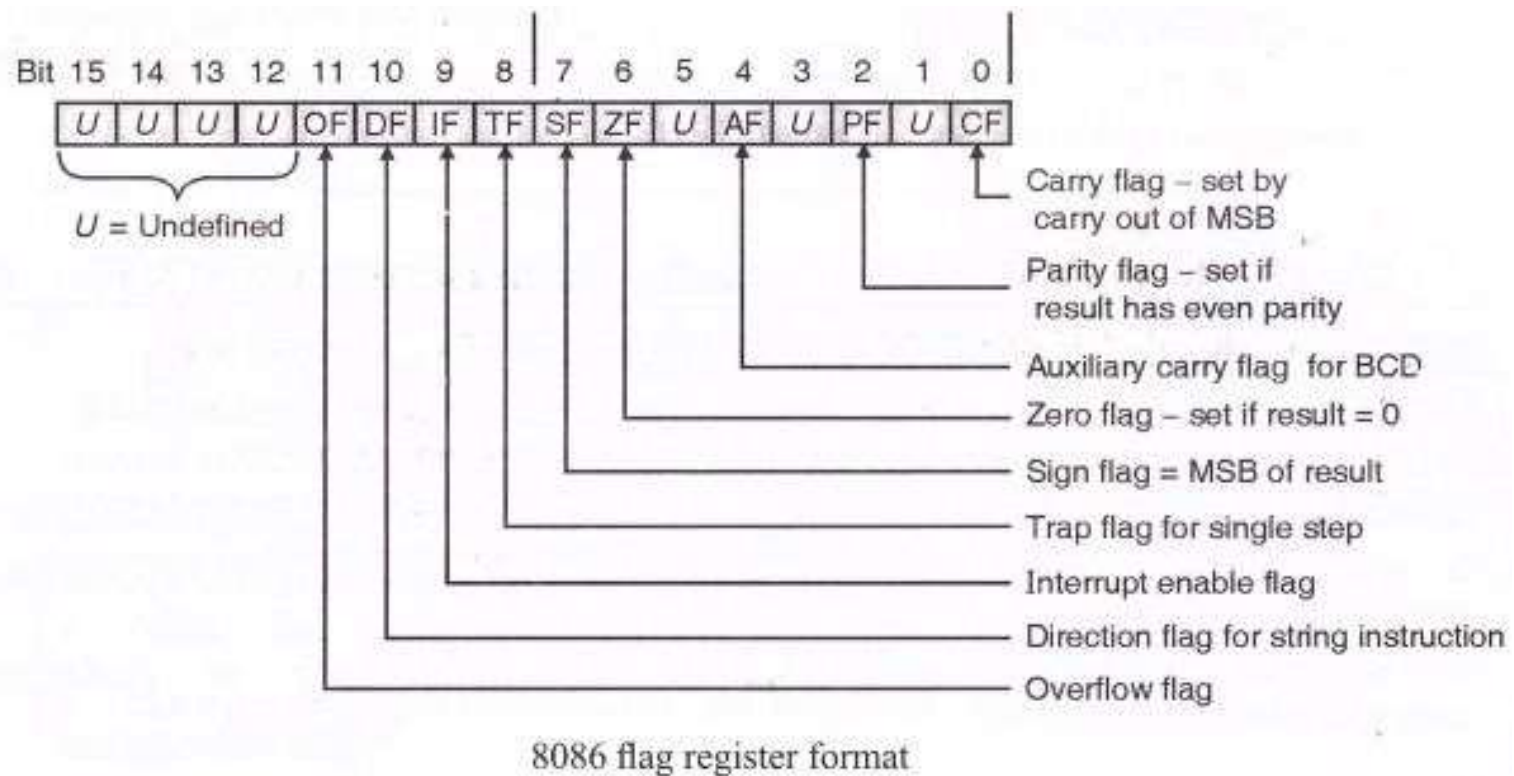 Bit 15 14 13 12 11 10 9 8 7 6 5 4 3 2 1 0
U U U U OF DF IF TF SF ZF U AF U PF U CF
U = Undefined
Carry flag – set by
carry out of MSB
Parity flag – set if
result has even parity
Auxiliary carry flag for BCD
Zero flag – set if result = 0
Sign flag = MSB of result
Trap flag for single step
Interrupt enable flag
Direction flag for string instruction
Overflow flag
8086 flag register format